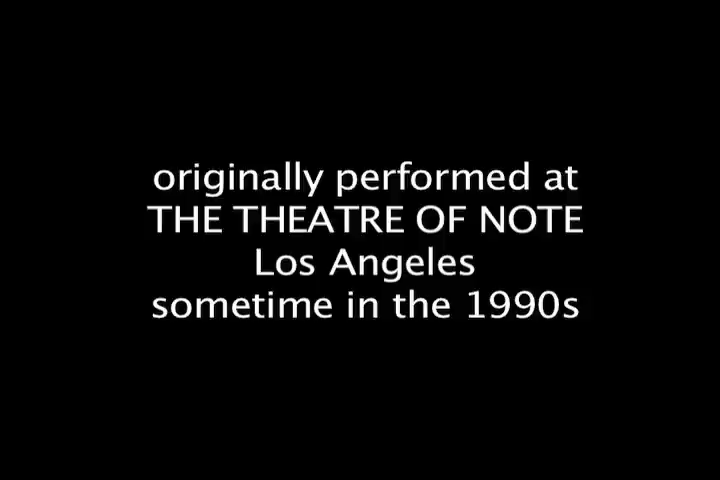 originally performed at
THE THEATRE OF NOTE
Los Angeles
sometime in the 1990s